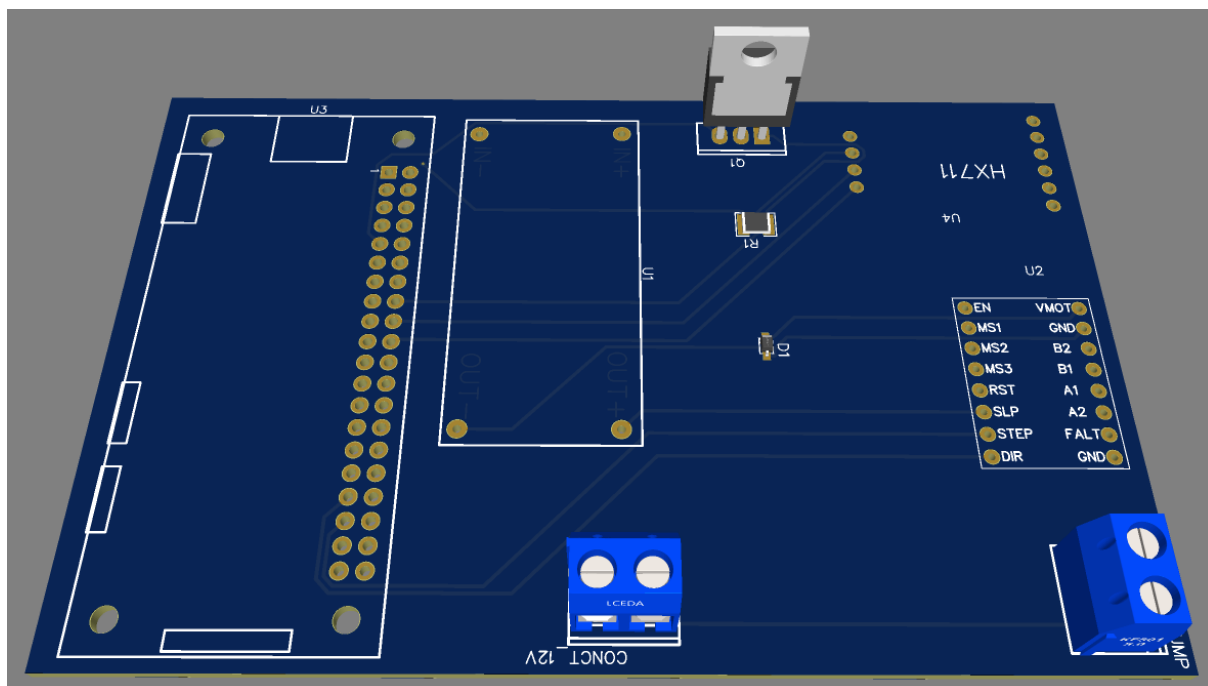 U3
1
IN-
IN+
Q1
HX711
R1
U4
U1
U2
D1
EN
VMOT
MS1
GND
MS2
B2
MS3
B1
RST
A1
SLP
A2
STEP
FALT
DIR
GND
OUT-
OUT+
LCEDA
CONCT_12V